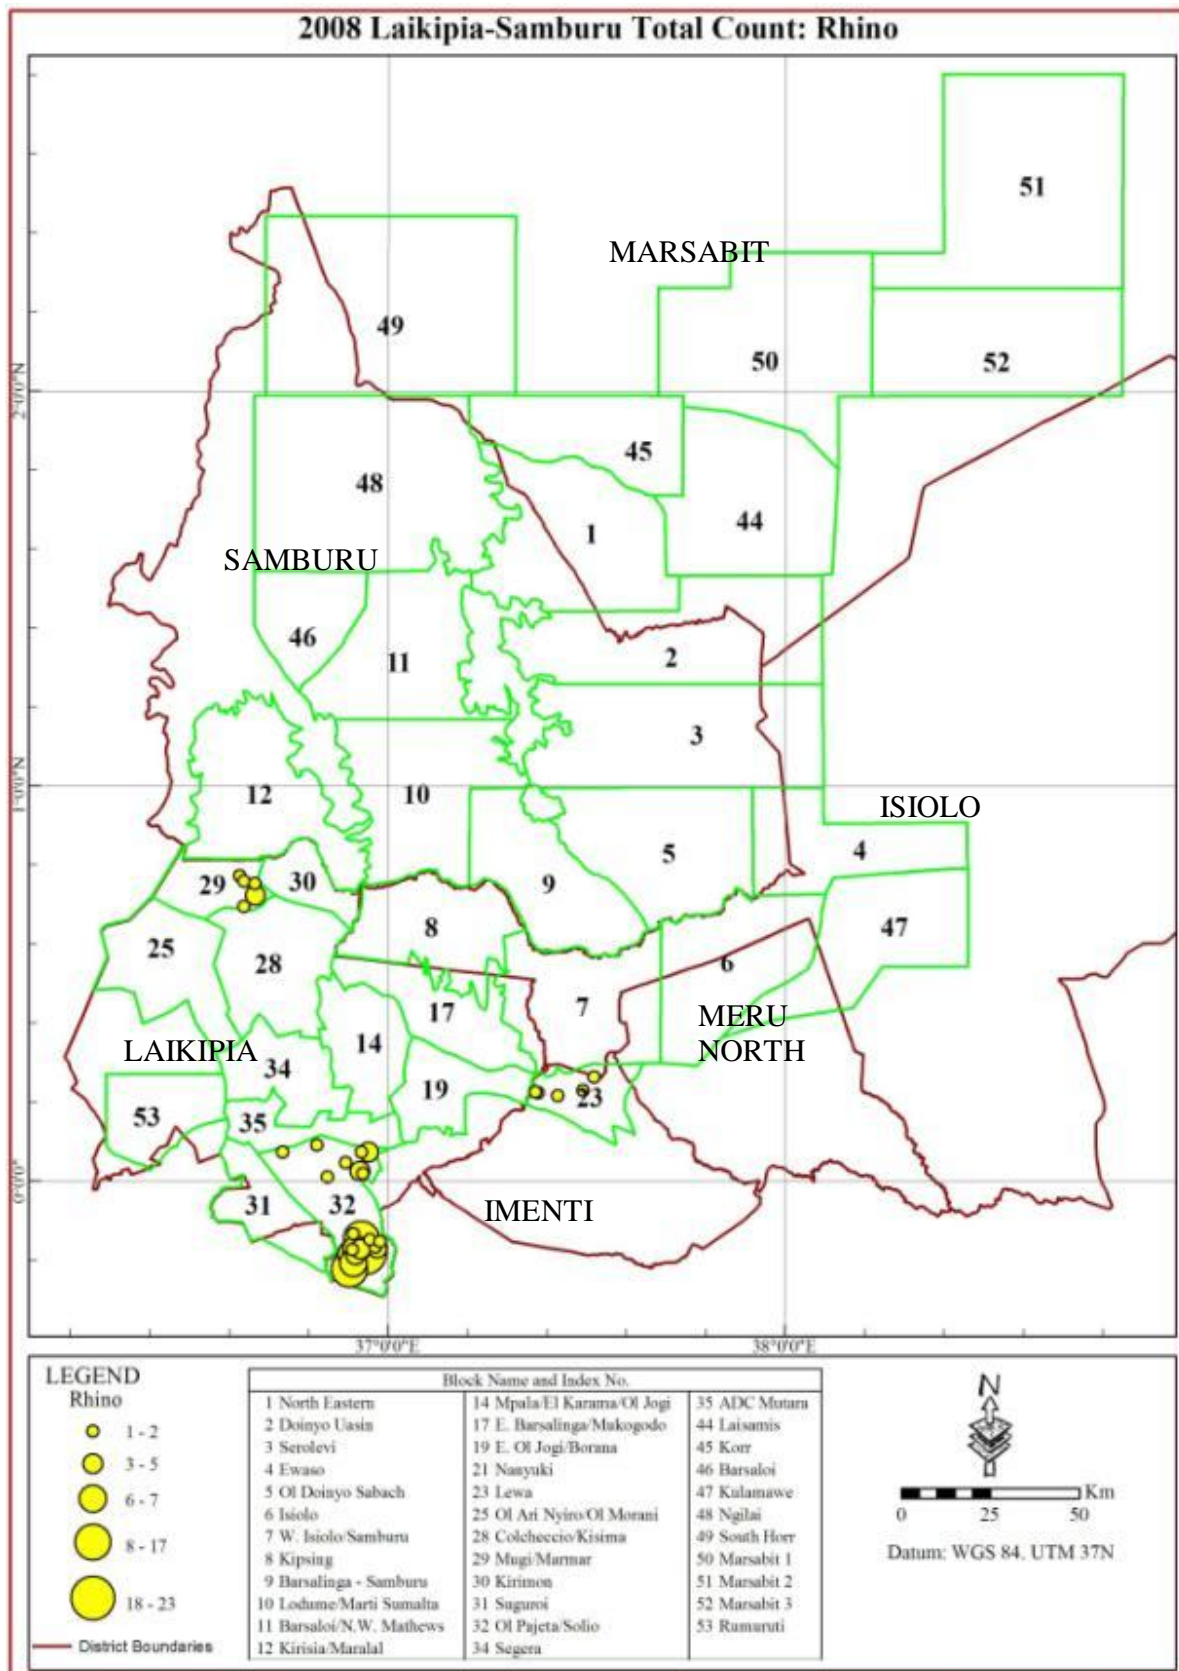 2008 Laikipia-Samburu Total Count: Rhino
51
MARSABIT
49
50
52
2°0'0"N
45
48
44
1
SAMBURU
46
11
2
3
1°0'0"N
12
10
ISIOLO
5
4
29
30
9
8
47
25
28
6
7
17
MERU
NORTH
14
LAIKIPIA
34
19
23
53
35
0°0'0"
31
32
IMENTI
37°0'0"E
38°0'0"E
LEGEND
Rhino
1 - 2
3 - 5
6 - 7
8 - 17
18 - 23
District Boundaries
Block Name and Index No.
1 North Eastern
2 Doinyo Uasin
3 Serolevi
4 Ewaso
5 Ol Doinyo Sabach
6 Isiolo
7 W. Isiolo/Samburu
8 Kipsing
9 Barsalinga - Samburu
10 Lodume/Marti Sumalta
11 Barsaloi/N.W. Mathews
12 Kirisia/Maralal
14 Mpala/El Karama/Ol Jogi
17 E. Barsalinga/Makogodo
19 E. Ol Jogi/Borana
21 Nanyuki
23 Lewa
25 Ol Ari Nyiro/Ol Morani
28 Colcheccio/Kisima
29 Mugi/Marmar
30 Kirimon
31 Suguroi
32 Ol Pajeta/Solio
34 Segera
35 ADC Mutara
44 Laisamis
45 Korr
46 Barsaloi
47 Kulamawe
48 Ngilai
49 South Horr
50 Marsabit 1
51 Marsabit 2
52 Marsabit 3
53 Rumuruti
N
Km
0 25 50
Datum: WGS 84. UTM 37N